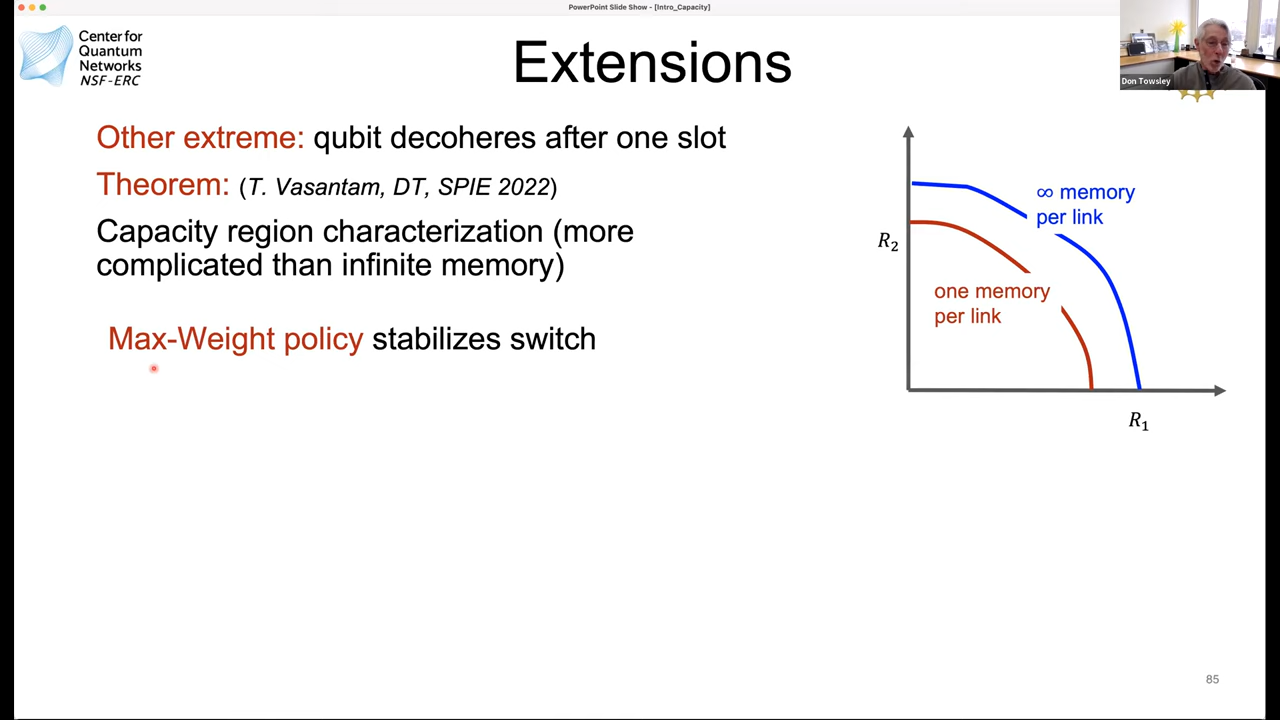 PowerPoint Slide Show - [Intro_Capacity]
Center for
Quantum
Networks
NSF-ERC
Extensions
Don Towsley
Other extreme: qubit decoheres after one slot
Theorem: (T. Vasantam, DT, SPIE 2022)
Capacity region characterization (more
complicated than infinite memory)
Max-Weight policy stabilizes switch
∞ memory
per link
R₂
one memory
per link
R₁
85